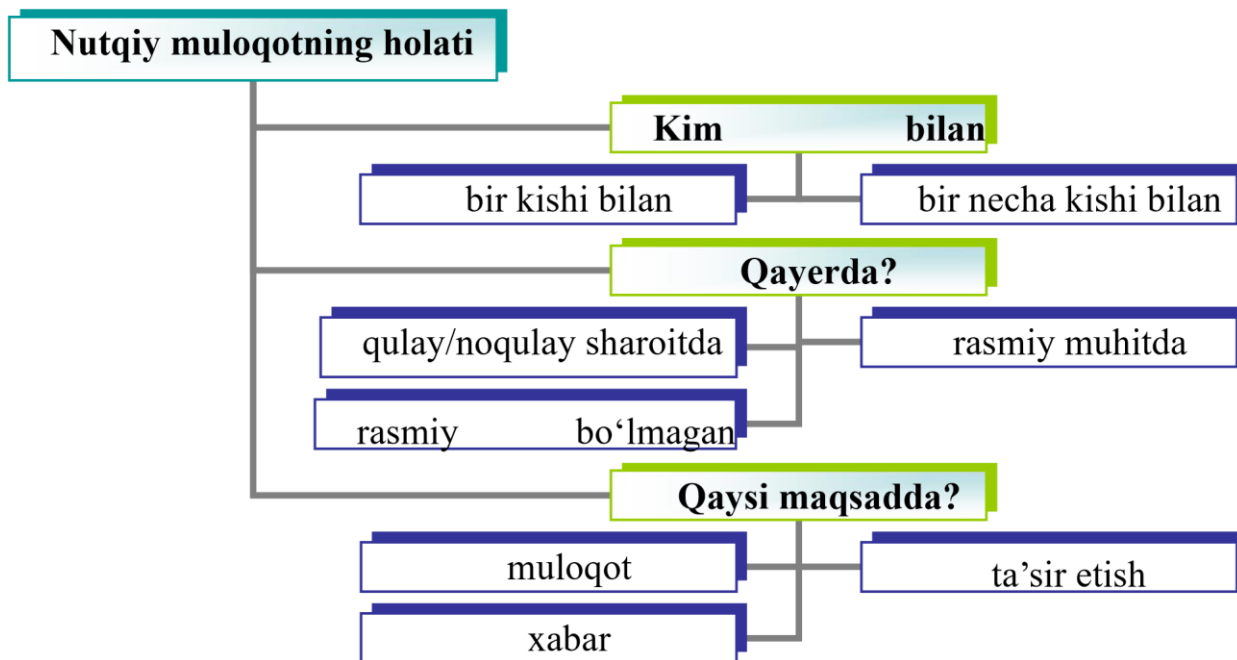 Nutqiy muloqotning holati
Kim bilan
bir kishi bilan
bir necha kishi bilan
Qayerda?
qulay/noqulay sharoitda
rasmiy muhitda
rasmiy bo‘lmagan
Qaysi maqsadda?
muloqot
ta’sir etish
xabar